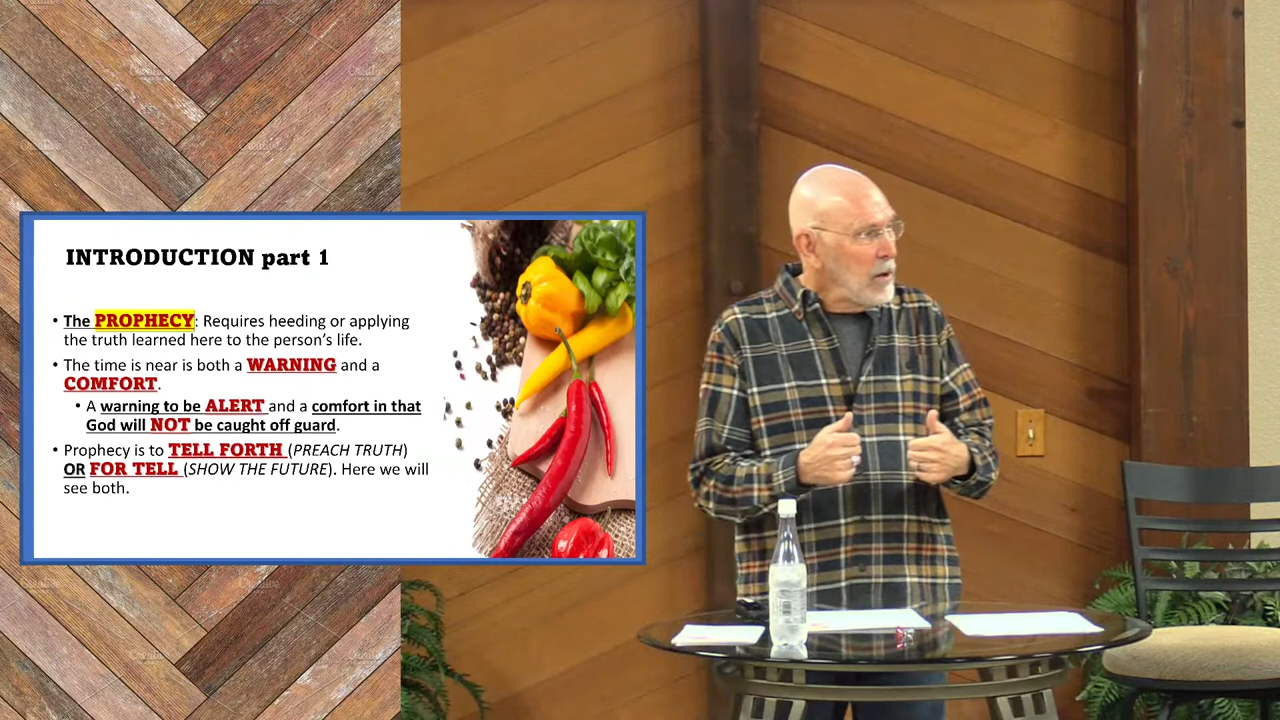 INTRODUCTION part 1
• The PROPHECY: Requires heeding or applying
the truth learned here to the person's life.
• The time is near is both a WARNING and a
COMFORT.
• A warning to be ALERT and a comfort in that
God will NOT be caught off guard.
• Prophecy is to TELL FORTH (PREACH TRUTH)
OR FOR TELL (SHOW THE FUTURE). Here we will
see both.